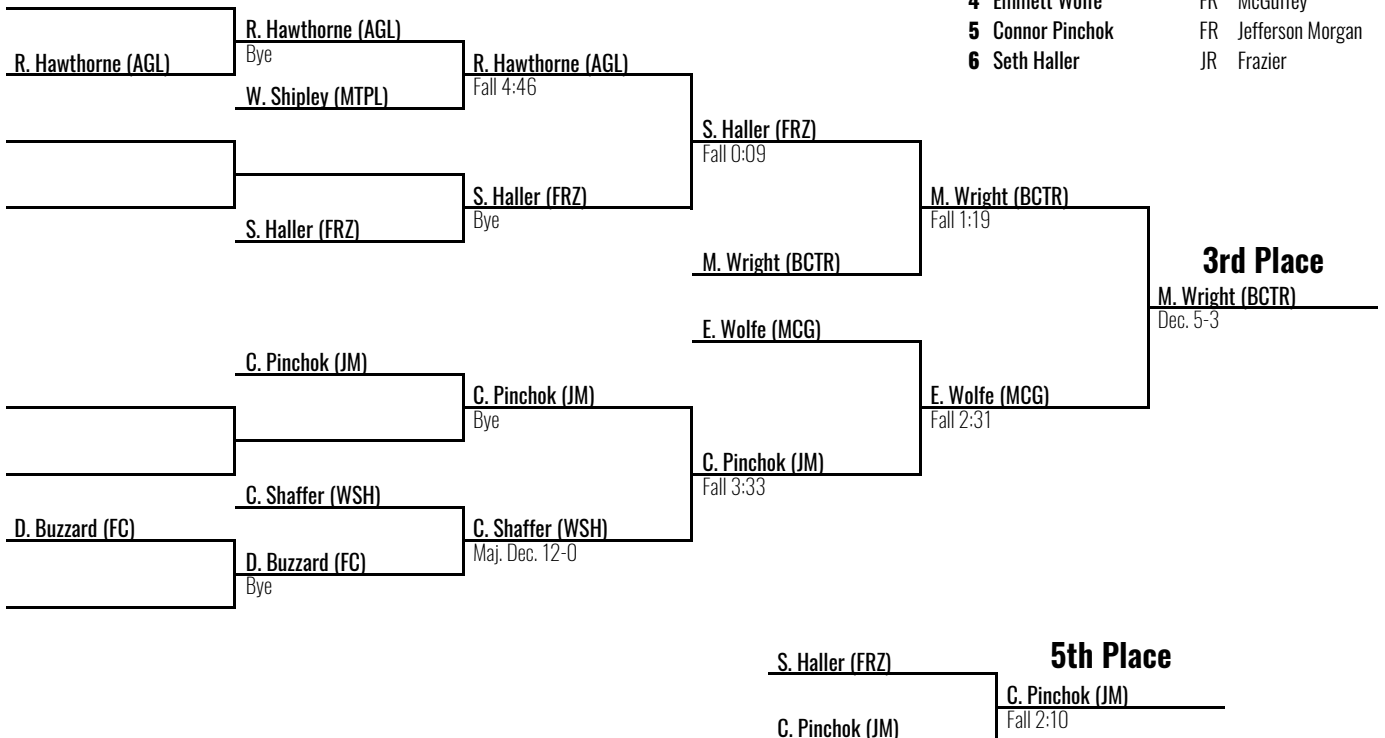 4 Emmett Wolfe FR McGuffey
5 Connor Pinchok FR Jefferson Morgan
6 Seth Haller JR Frazier
R. Hawthorne (AGL)
R. Hawthorne (AGL)
Bye
W. Shipley (MTPL)
R. Hawthorne (AGL)
Fall 4:46
S. Haller (FRZ)
S. Haller (FRZ)
Bye
S. Haller (FRZ)
Fall 0:09
M. Wright (BCTR)
M. Wright (BCTR)
Fall 1:19
3rd Place
M. Wright (BCTR)
Dec. 5-3
E. Wolfe (MCG)
E. Wolfe (MCG)
Fall 2:31
C. Pinchok (JM)
C. Pinchok (JM)
Bye
C. Pinchok (JM)
Fall 3:33
C. Shaffer (WSH)
D. Buzzard (FC)
D. Buzzard (FC)
Bye
C. Shaffer (WSH)
Maj. Dec. 12-0
5th Place
S. Haller (FRZ)
C. Pinchok (JM)
C. Pinchok (JM)
Fall 2:10